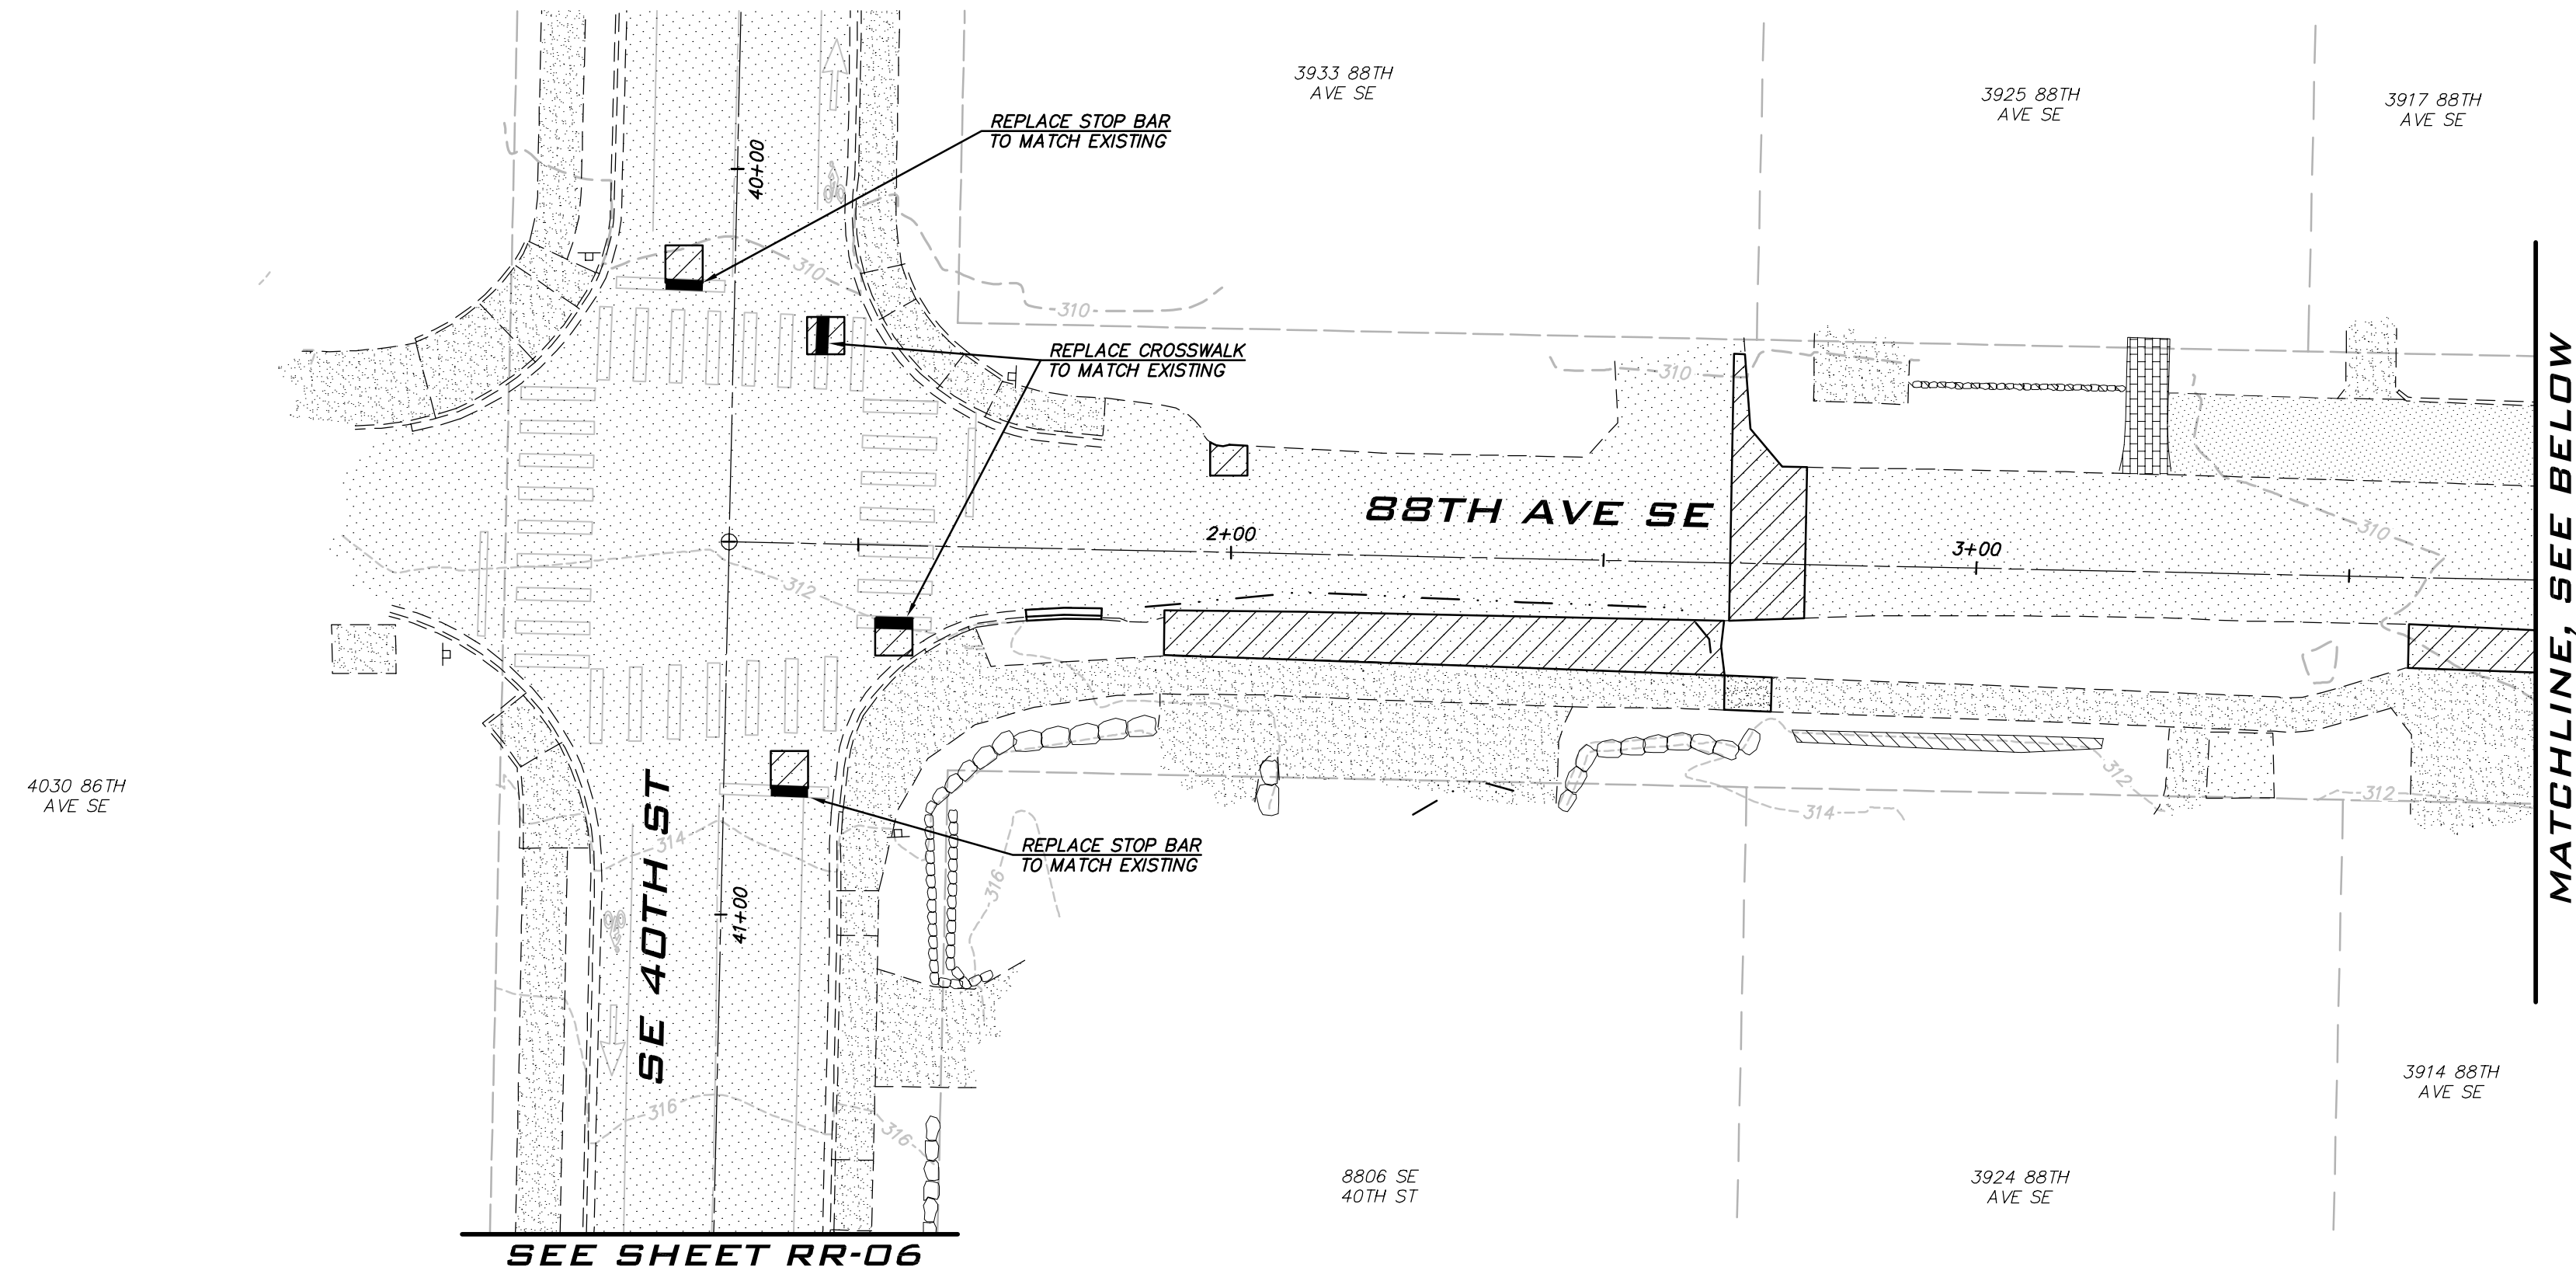 3933 88TH
AVE SE
3925 88TH
AVE SE
3917 88TH
AVE SE
REPLACE STOP BAR
TO MATCH EXISTING
40+00
310
310
REPLACE CROSSWALK
TO MATCH EXISTING
310
88TH AVE SE
2+00
3+00
310
312
MATCHLINE, SEE BELOW
4030 86TH
AVE SE
SE 40TH ST
314
REPLACE STOP BAR
TO MATCH EXISTING
41+00
316
314
312
312
316
316
8806 SE
40TH ST
3924 88TH
AVE SE
3914 88TH
AVE SE
SEE SHEET RR-06